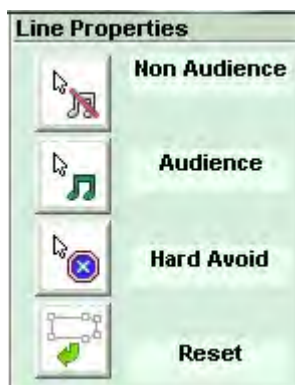 Line Properties
Non Audience
Audience
Hard Avoid
Reset